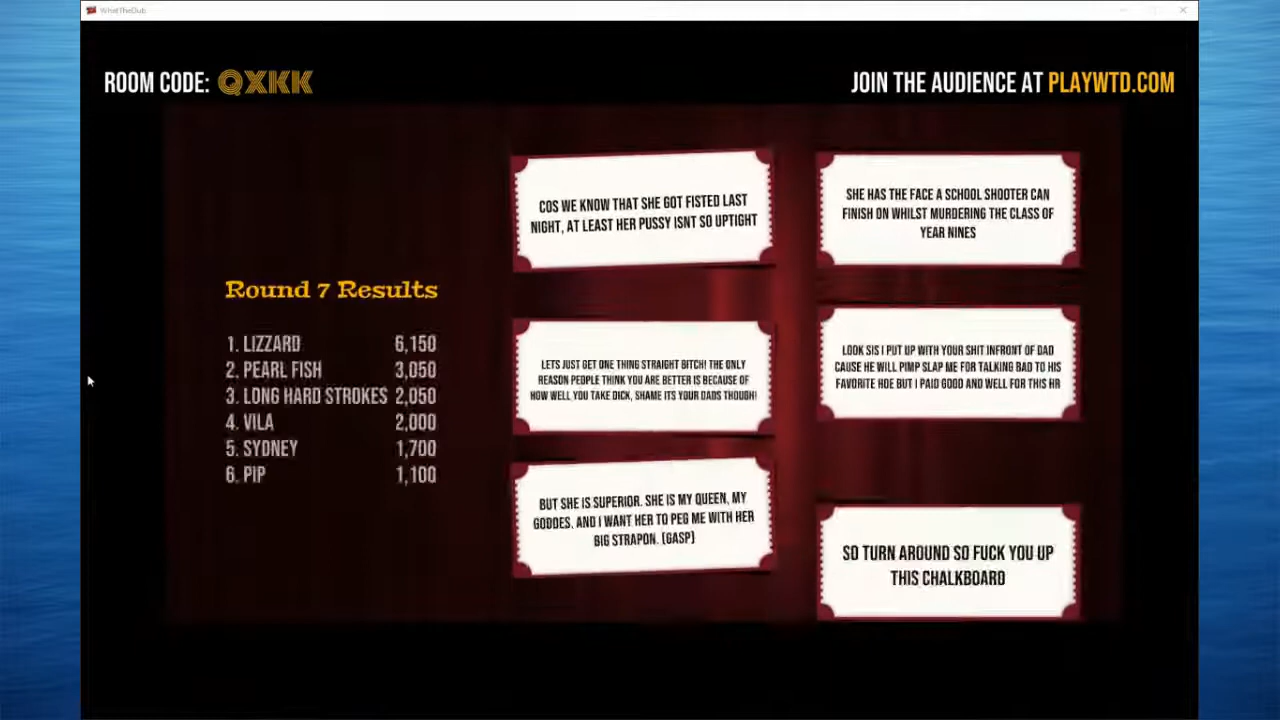 WhatTheDub
ROOM CODE: QXKK
JOIN THE AUDIENCE AT PLAYWTD.COM
Round 7 Results
1. LIZZARD 6,150
2. PEARL FISH 3,050
3. LONG HARD STROKES 2,050
4. VILA 2,000
5. SYDNEY 1,700
6. PIP 1,100
COS WE KNOW THAT SHE GOT FISTED LAST
NIGHT, AT LEAST HER PUSSY ISNT SO UPTIGHT
SHE HAS THE FACE A SCHOOL SHOOTER CAN
FINISH ON WHILST MURDERING THE CLASS OF
YEAR NINES
LETS JUST GET ONE THING STRAIGHT BITCH! THE ONLY
REASON PEOPLE THINK YOU ARE BETTER IS BECAUSE OF
HOW WELL YOU TAKE DICK, SHAME ITS YOUR DADS THOUGH!
LOOK SIS I PUT UP WITH YOUR SHIT INFRONT OF DAD
CAUSE HE WILL PIMP SLAP ME FOR TALKING BAD TO HIS
FAVORITE HOE BUT I PAID GOOD AND WELL FOR THIS HR
BUT SHE IS SUPERIOR. SHE IS MY QUEEN, MY
GODDES, AND I WANT HER TO PEG ME WITH HER
BIG STRAPON. (GASP)
SO TURN AROUND SO FUCK YOU UP
THIS CHALKBOARD